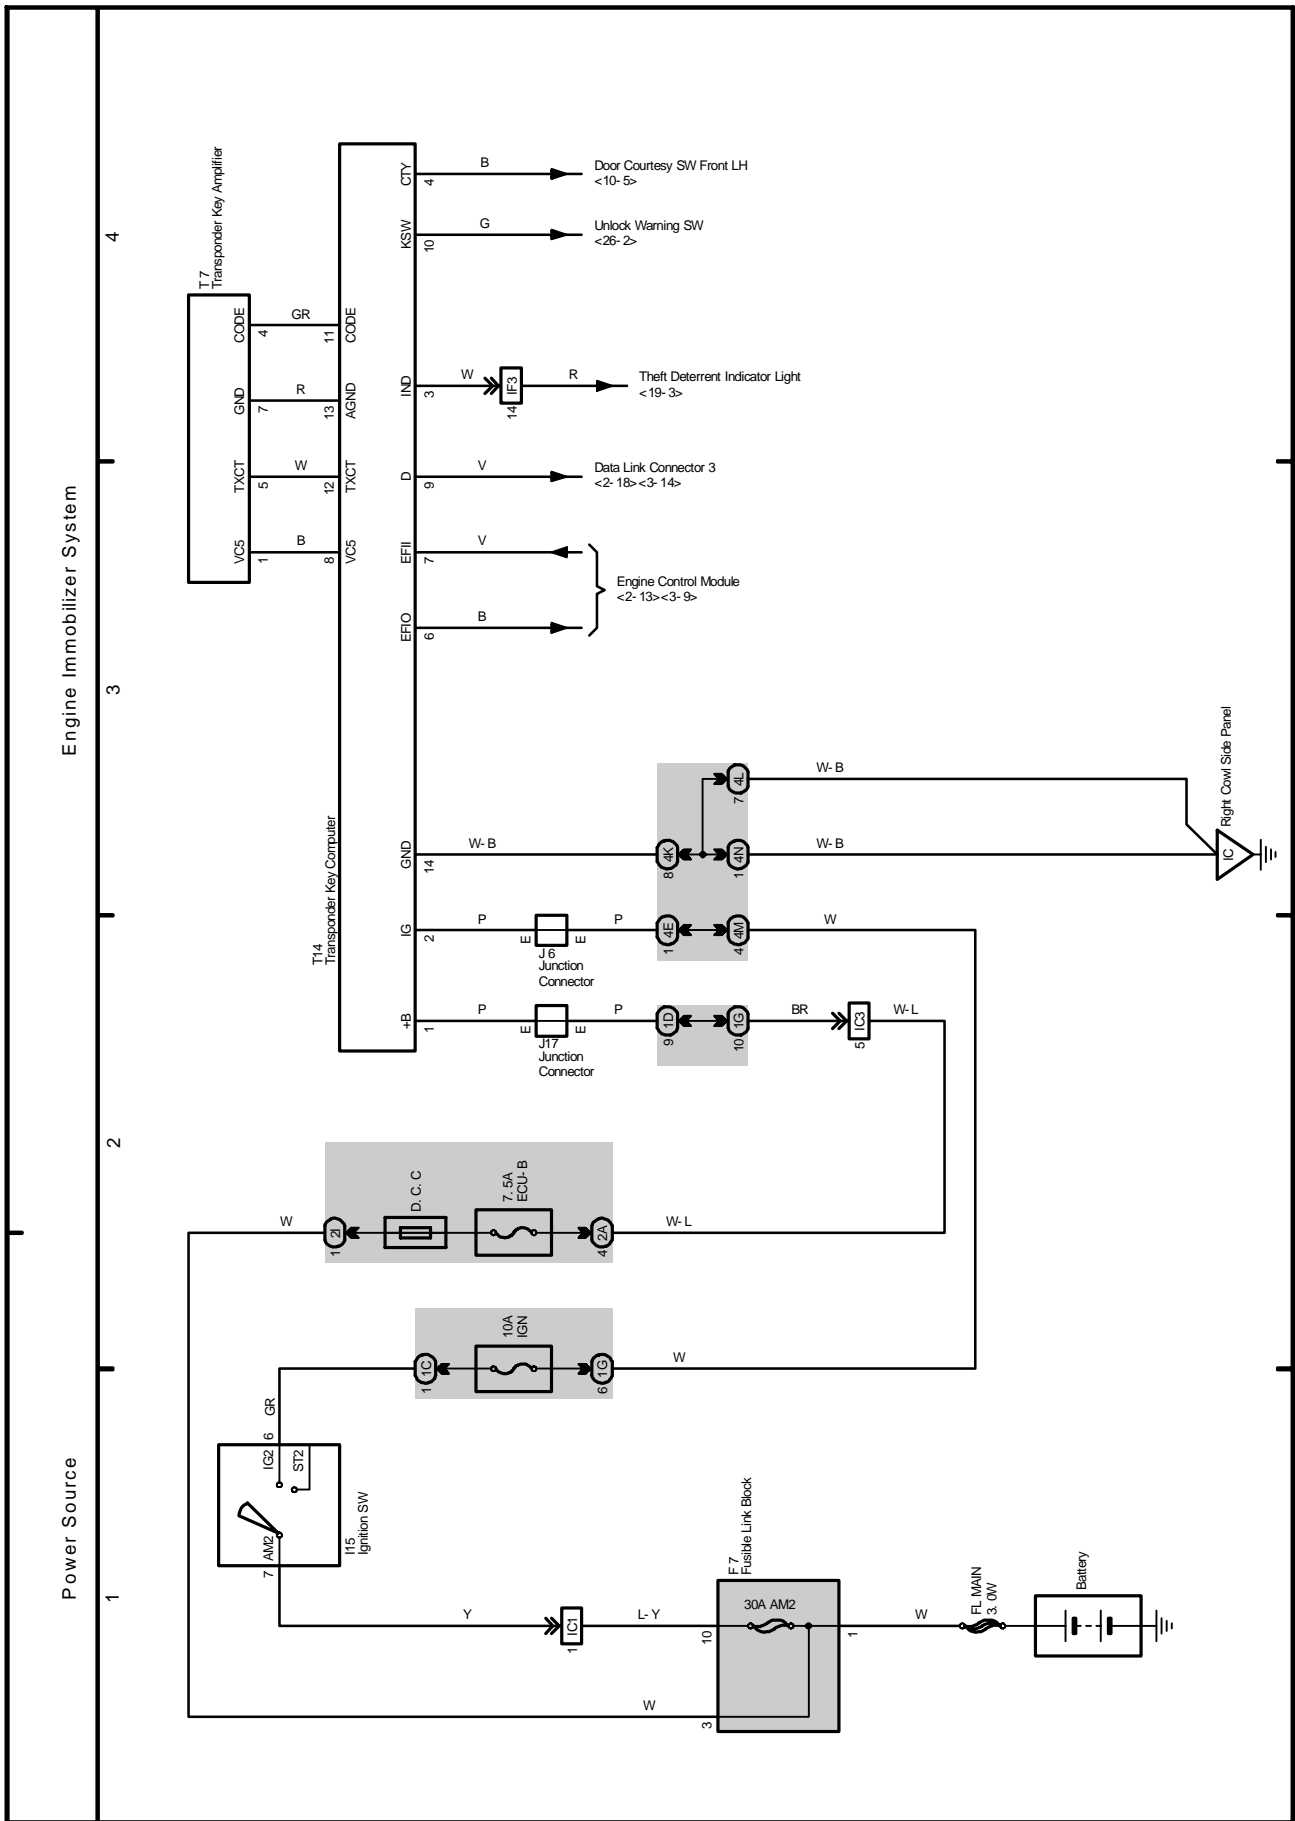 Power Source
Engine Immobilizer System
1
2
3
4
T 7
Transponder Key Amplifier
VC5
TXCT
GND
CODE
1
5
7
4
B
W
R
GR
8
12
13
11
VC5
TXCT
AGND
CODE
T14
Transponder Key Computer
+B
IG
GND
EFIO
EFII
D
IND
KSW
CTY
1
2
14
6
7
9
3
10
4
P
P
W- B
B
V
V
W
G
B
Door Courtesy SW Front LH
<10- 5>
Unlock Warning SW
<26- 2>
14
IF3
R
Theft Deterrent Indicator Light
<19- 3>
Data Link Connector 3
<2- 18><3- 14>
Engine Control Module
<2- 13><3- 9>
E
E
J 6
Junction
Connector
P
E
E
J17
Junction
Connector
P
8
4K
7
4L
1
4N
W- B
W- B
1
4E
4
4M
W
9
1D
10
1G
BR
5
IC3
W- L
IC
Right Cowl Side Panel
W
1
2I
D. C. C
7. 5A
ECU- B
4
2A
W- L
1
1C
10A
IGN
6
1G
W
GR
6
IG2
ST2
7
AM2
I15
Ignition SW
Y
1
IC1
L- Y
10
30A AM2
F 7
Fusible Link Block
3
W
1
W
FL MAIN
3. 0W
Battery